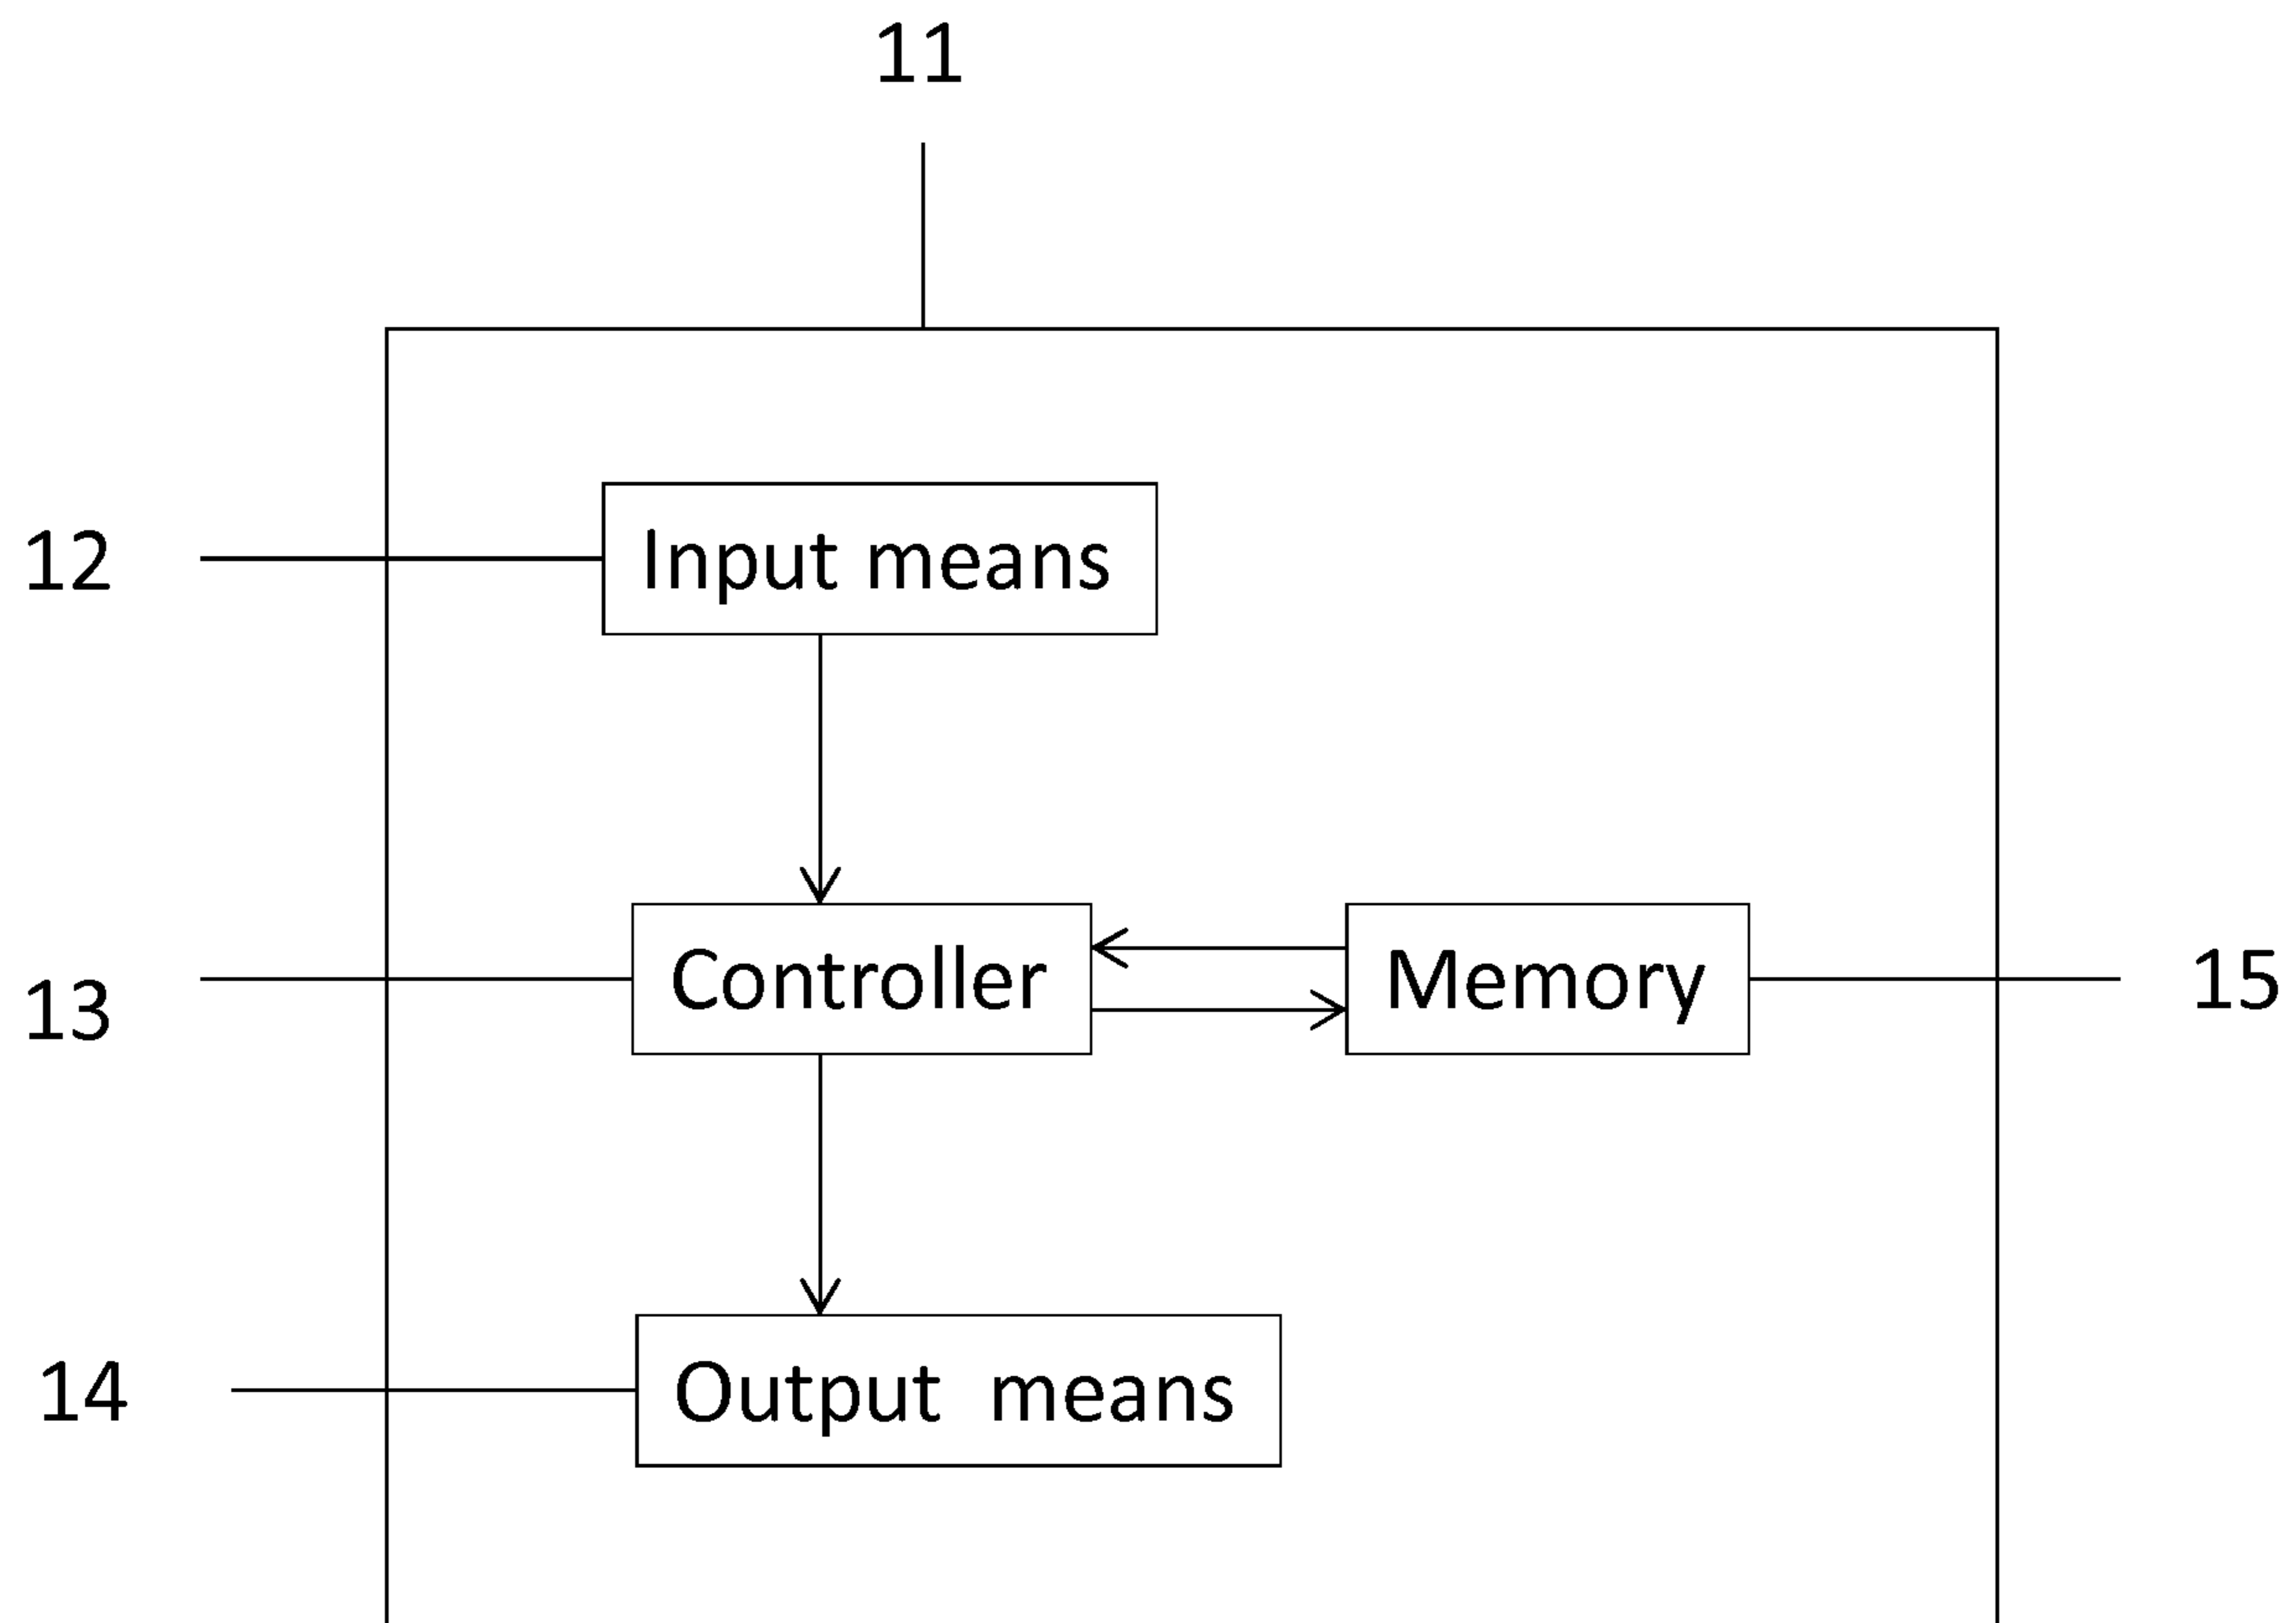 11
12
Input means
13
Controller
Memory
15
14
Output means